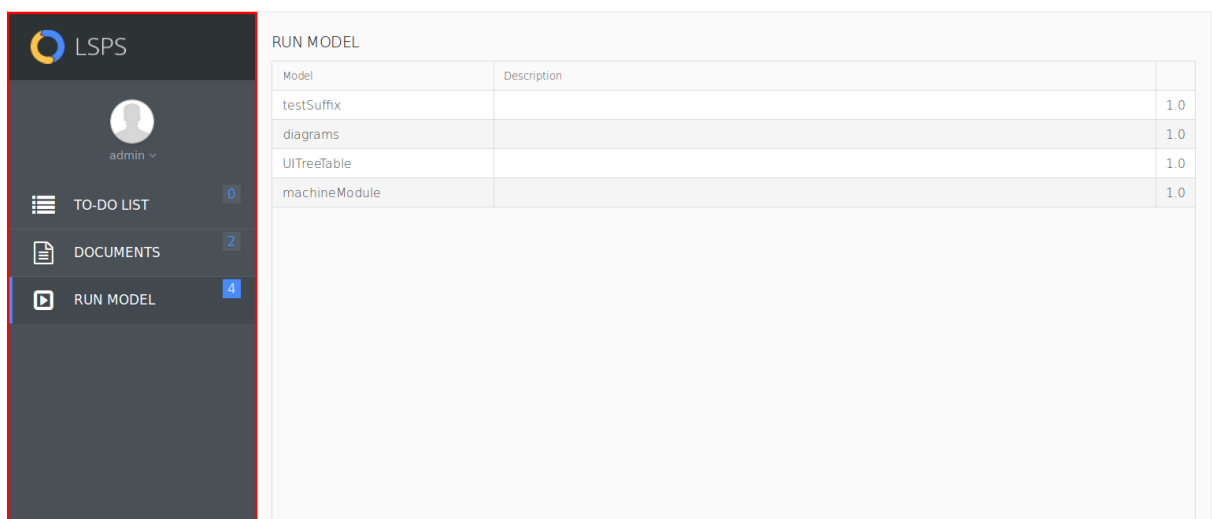 LSPS
admin
TO-DO LIST 0
DOCUMENTS 2
RUN MODEL 4
RUN MODEL
Model Description
testSuffix 1.0
diagrams 1.0
UITreeTable 1.0
machineModule 1.0